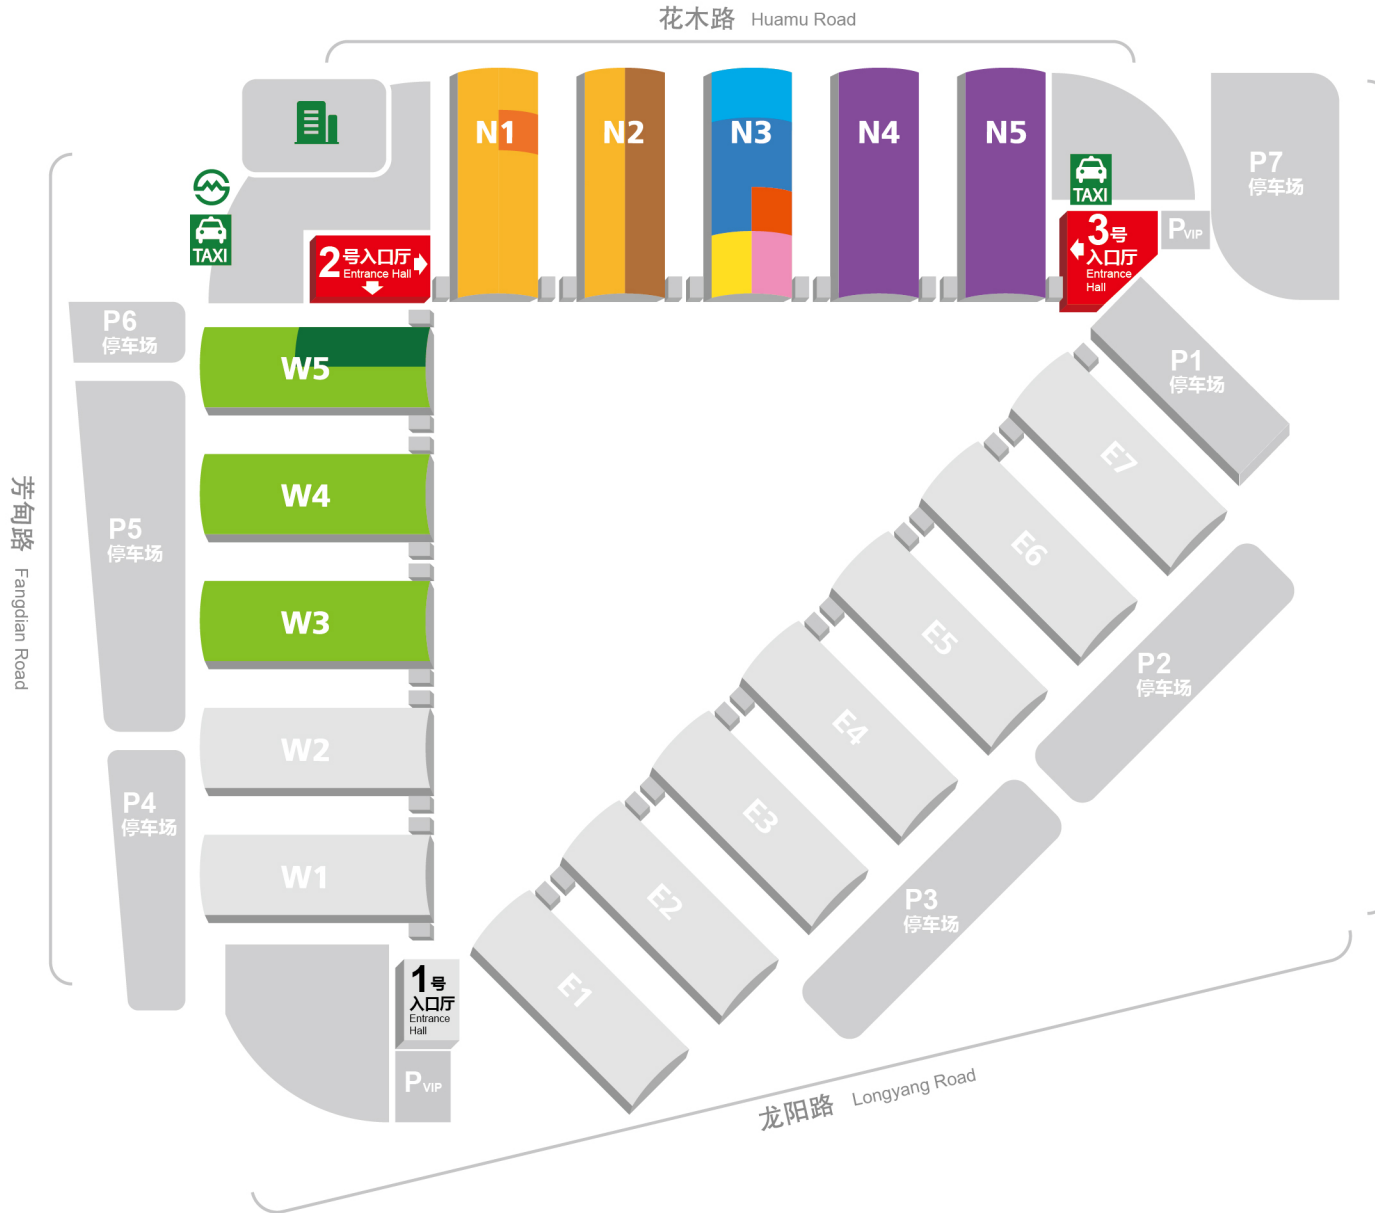 花木路 Huamu Road
N1
N2
N3
N4
N5
P7
停车场
TAXI
TAXI
2号入口厅
Entrance Hall
3号
入口厅
Entrance
Hall
PVIP
P6
停车场
P1
停车场
W5
W4
W3
W2
W1
P5
停车场
P4
停车场
芳甸路 Fangdian Road
E7
E6
E5
E4
E3
E2
E1
P2
停车场
P3
停车场
1号
入口厅
Entrance
Hall
PVIP
龙阳路 Longyang Road